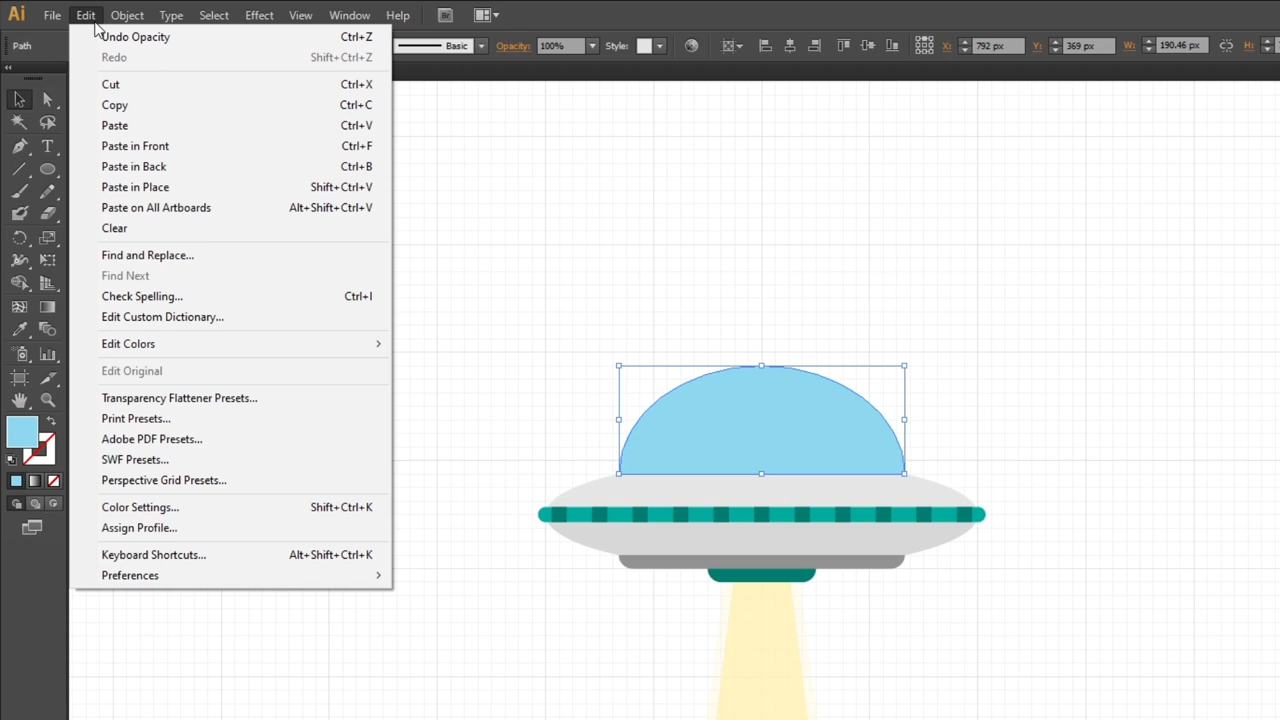 Ai File Edit Object Type Select Effect View Window Help Br
Path Basic Opacity: 100% Style: X: 792 px Y: 369 px W: 190.46 px H:
Undo Opacity Ctrl+Z
Redo Shift+Ctrl+Z
Cut Ctrl+X
Copy Ctrl+C
Paste Ctrl+V
Paste in Front Ctrl+F
Paste in Back Ctrl+B
Paste in Place Shift+Ctrl+V
Paste on All Artboards Alt+Shift+Ctrl+V
Clear
Find and Replace...
Find Next
Check Spelling... Ctrl+I
Edit Custom Dictionary...
Edit Colors
Edit Original
Transparency Flattener Presets...
Print Presets...
Adobe PDF Presets...
SWF Presets...
Perspective Grid Presets...
Color Settings... Shift+Ctrl+K
Assign Profile...
Keyboard Shortcuts... Alt+Shift+Ctrl+K
Preferences